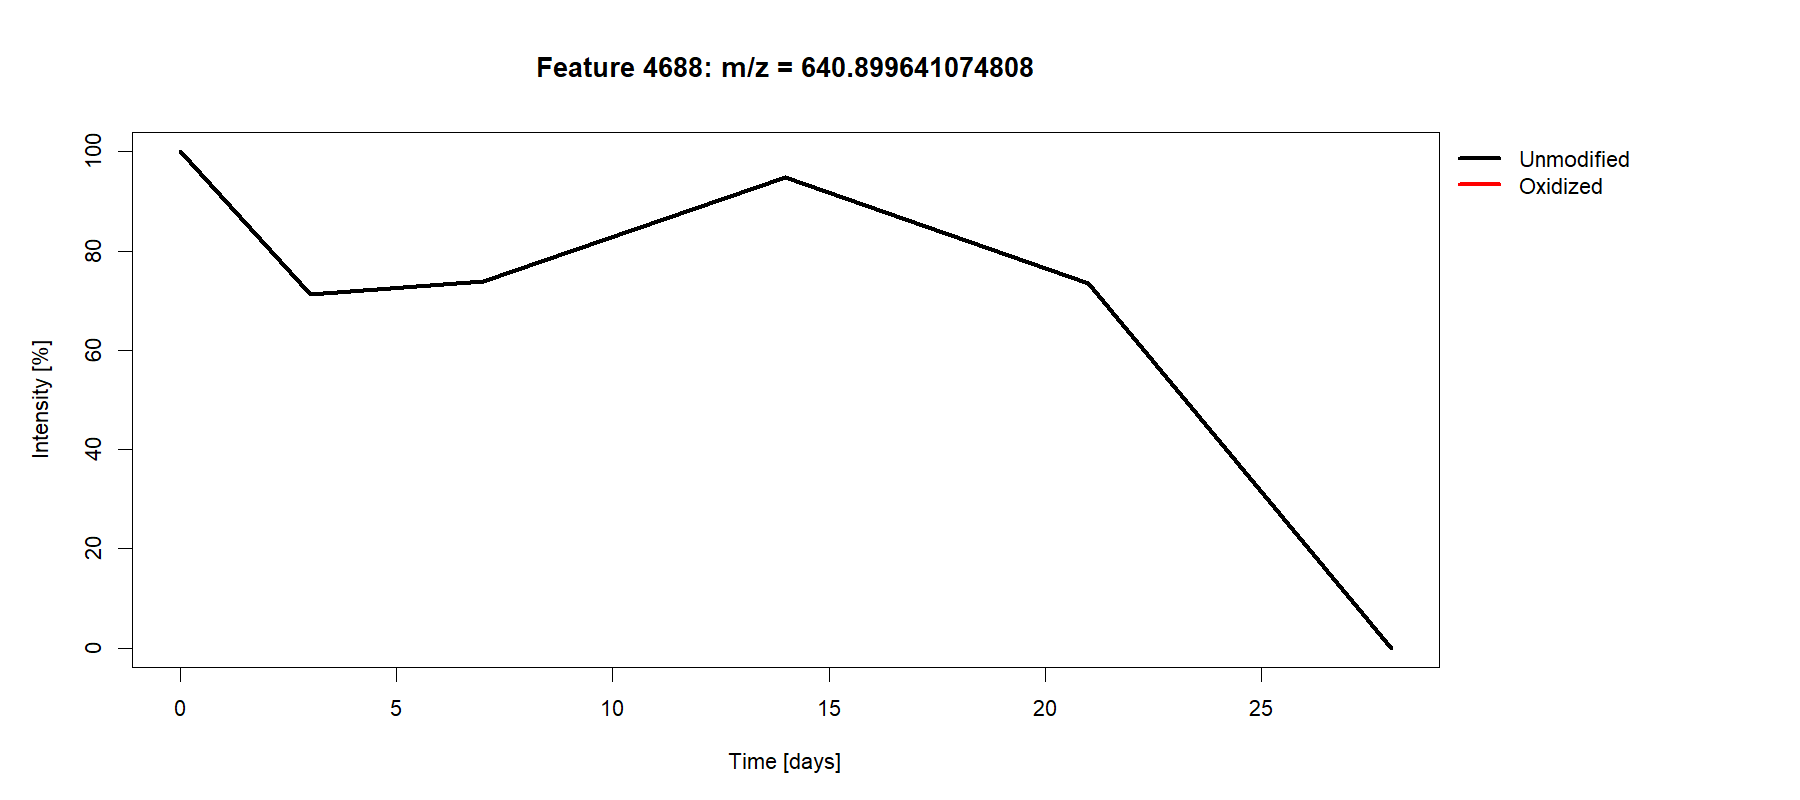 Feature 4688: m/z = 640.899641074808
Unmodified
Oxidized
Intensity [%]
100
80
60
40
20
0
0 5 10 15 20 25
Time [days]